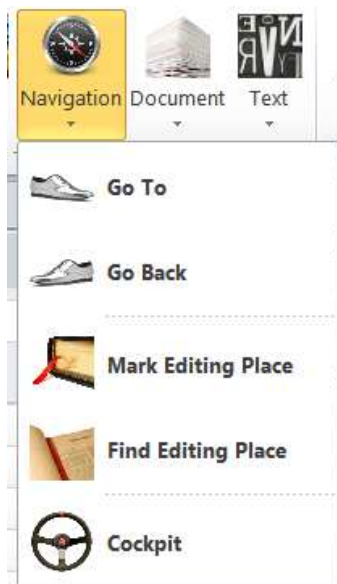 Navigation Document Text
Go To
Go Back
Mark Editing Place
Find Editing Place
Cockpit